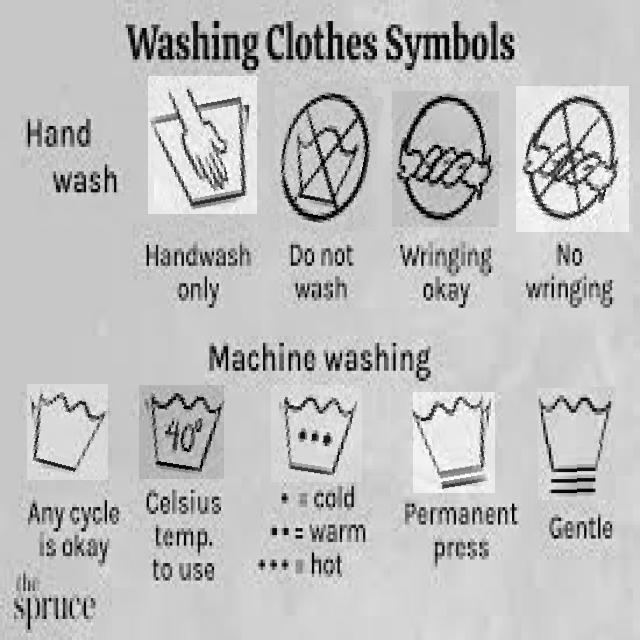 Washing Clothes Symbols
Hand
wash
Handwash
only
Do not
wash
Wringing
okay
No
wringing
Machine washing
40°
Any cycle
is okay
Celsius
temp.
to use
• = cold
•• = warm
••• = hot
Permanent
press
Gentle
the
spruce